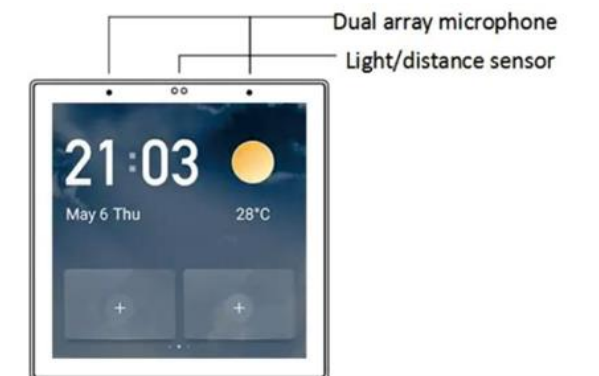 Dual array microphone
Light/distance sensor
21:03
May 6 Thu
28°C
+
+